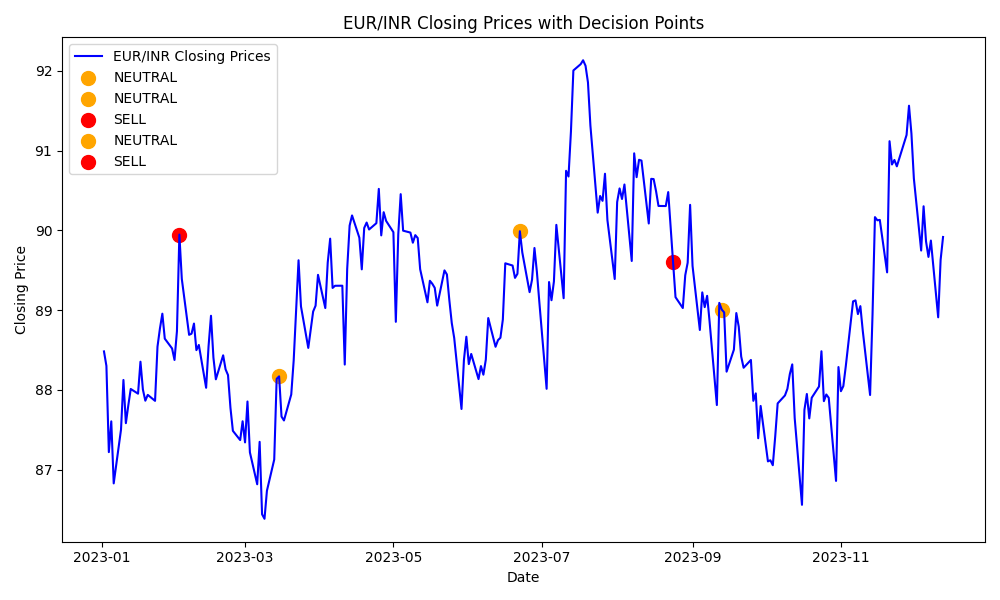 EUR/INR Closing Prices with Decision Points
EUR/INR Closing Prices
NEUTRAL
NEUTRAL
SELL
NEUTRAL
SELL
Closing Price
92
91
90
89
88
87
2023-01
2023-03
2023-05
2023-07
2023-09
2023-11
Date